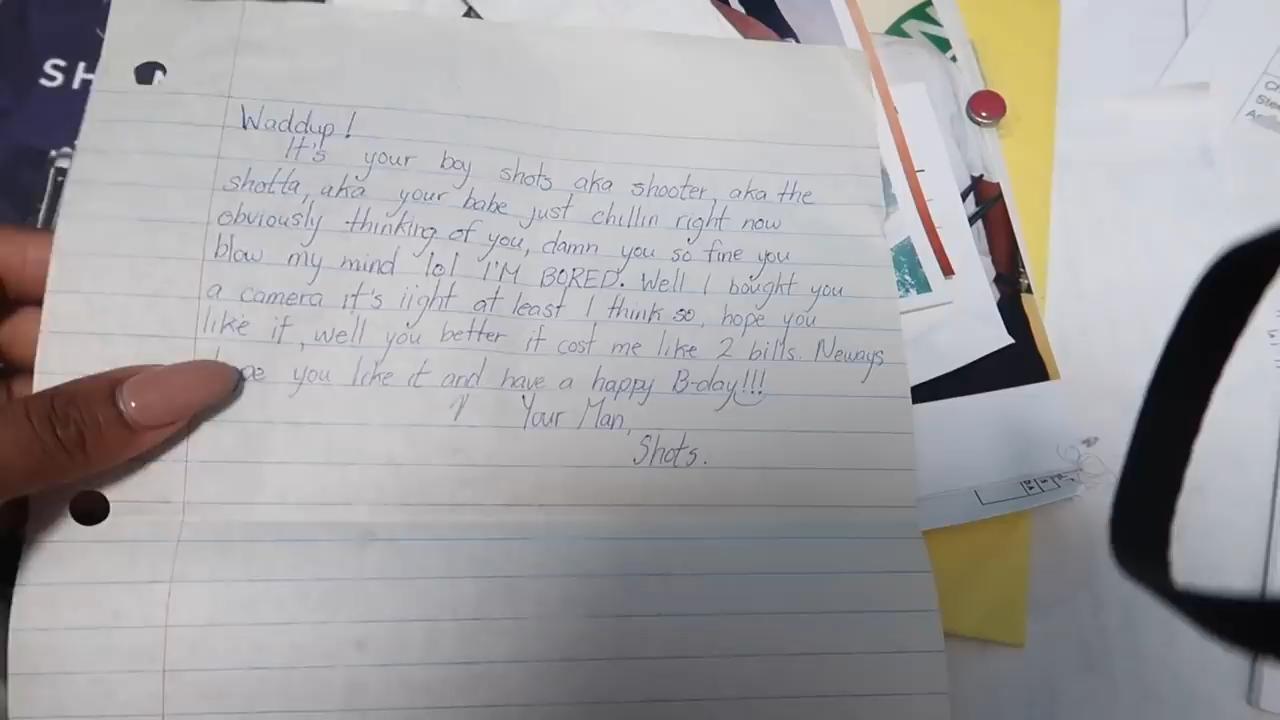 SH
Waddup!
It's your boy shots aka shooter, aka the
shotta, aka your babe just chillin right now
obviously thinking of you, damn you so fine you
blow my mind lol I'M BORED. Well I bought you
a camera it's iight at least I think so, hope you
like it, well you better it cost me like 2 bills. Neways
you like it and have a happy B-day!!!
Your Man,
Shots.